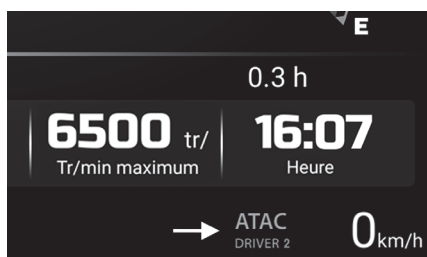 E
0.3 h
6500 tr/ 16:07
Tr/min maximum Heure
ATAC
DRIVER 2
0km/h